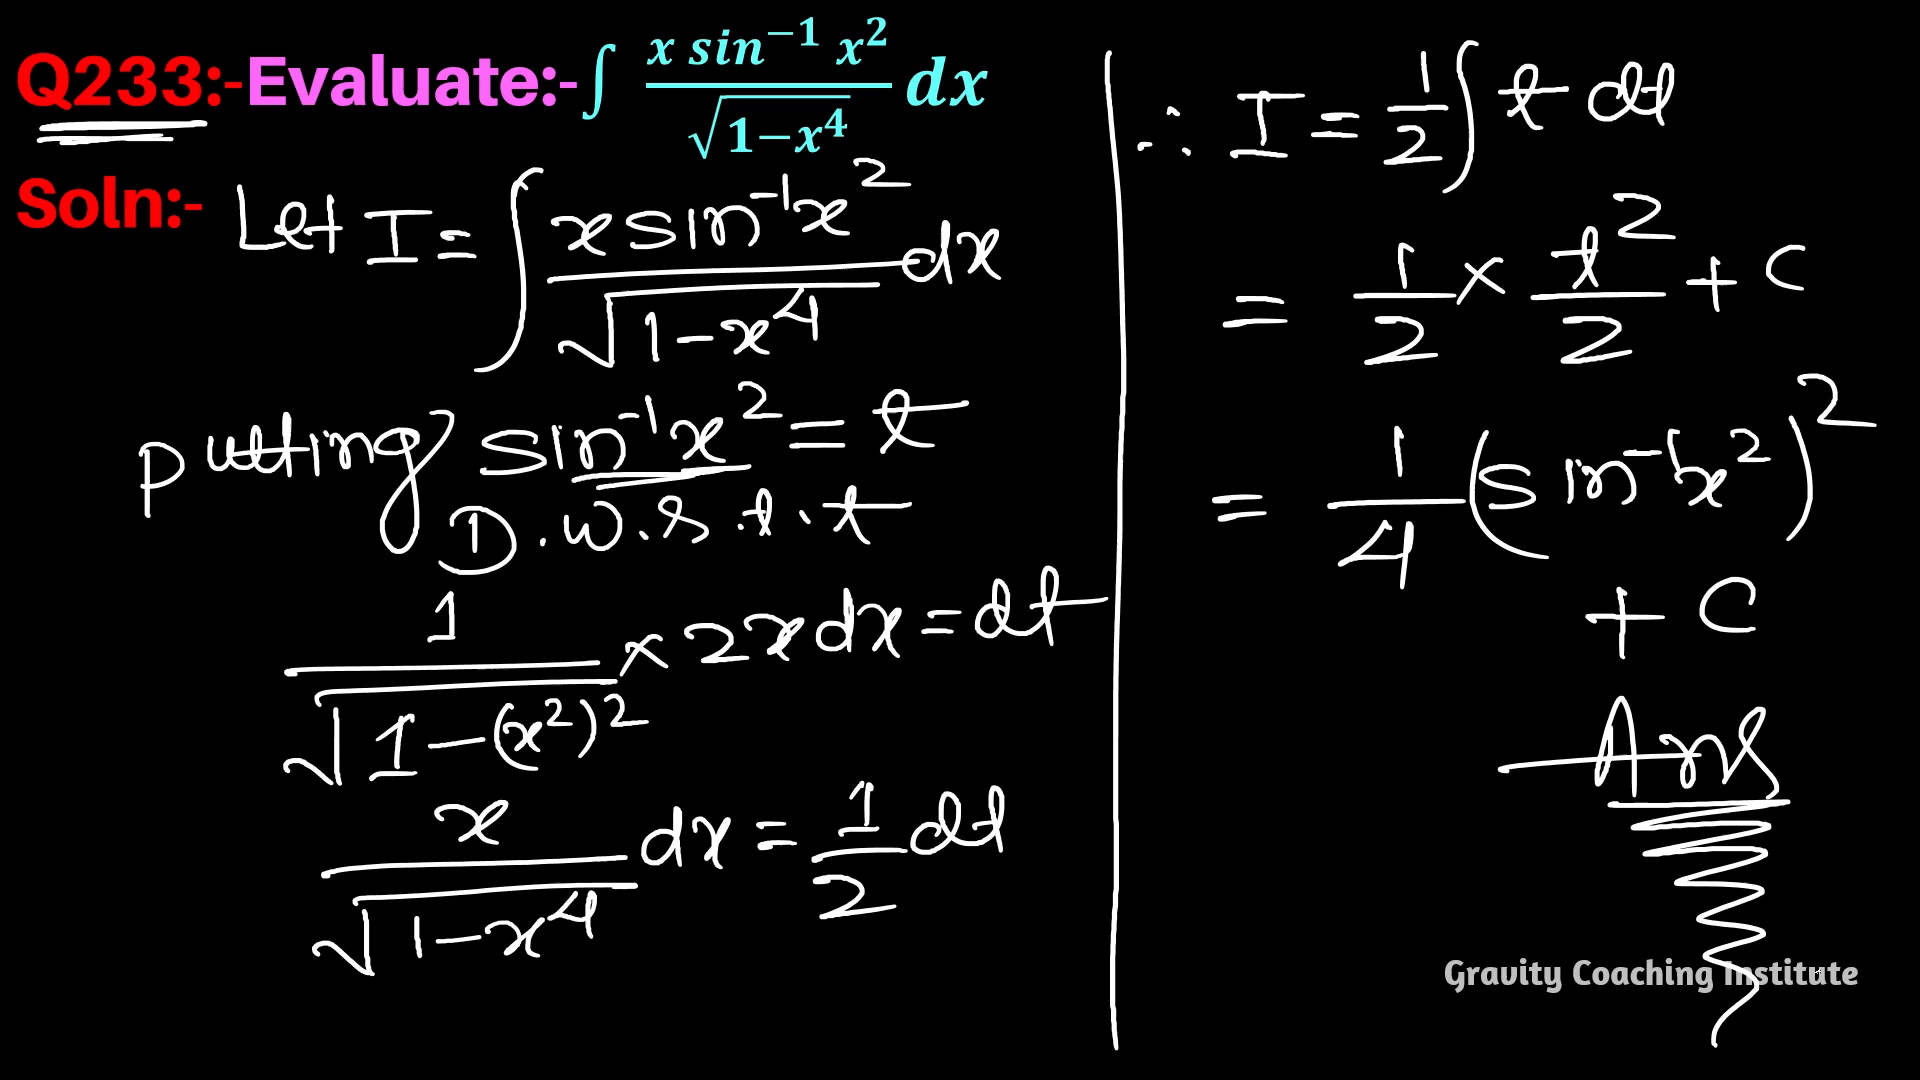 Q233:-Evaluate:-∫ (x sin⁻¹ x²)/√(1−x⁴) dx
Soln:- Let I = ∫ (x sin⁻¹x²)/√(1−x⁴) dx
putting sin⁻¹x² = t
D.w.r.t.t
1/√(1−(x²)²) × 2x dx = dt
x/√(1−x⁴) dx = 1/2 dt
∴ I = 1/2 ∫ t dt
= 1/2 × t²/2 + C
= 1/4 (sin⁻¹x²)²
+ C
Ans
Gravity Coaching Institute